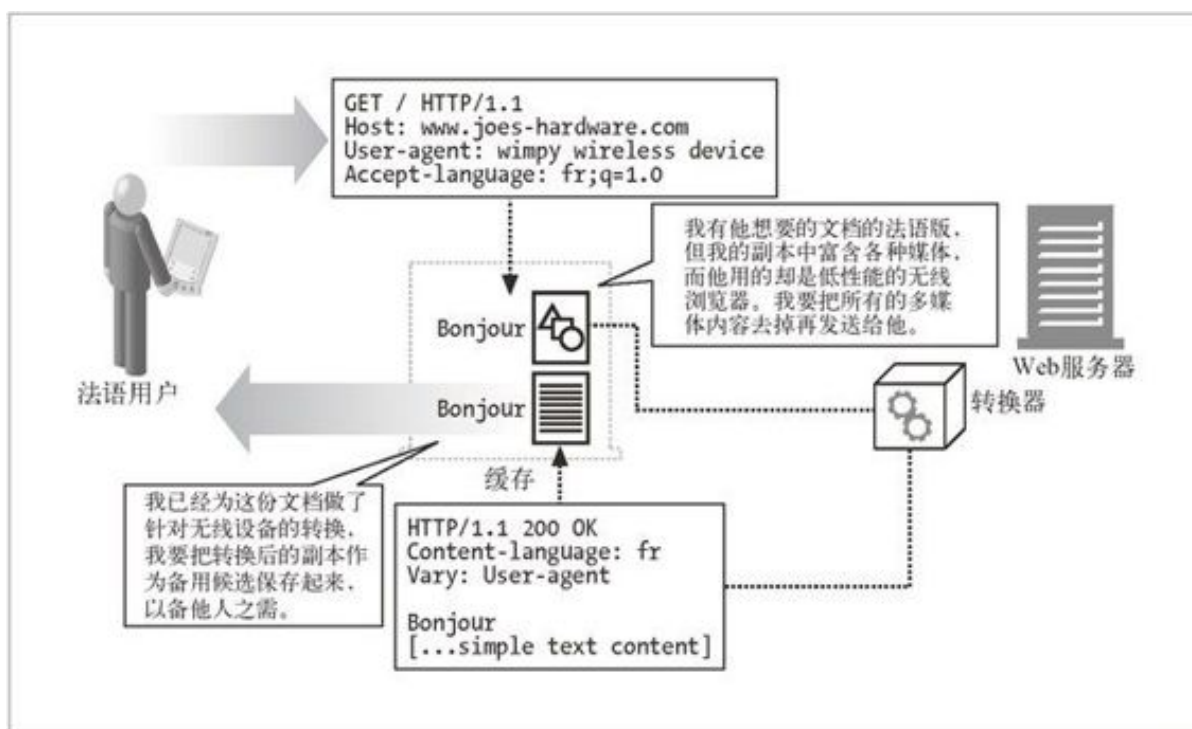 GET / HTTP/1.1
Host: www.joes-hardware.com
User-agent: wimpy wireless device
Accept-language: fr;q=1.0
我有他想要的文档的法语版，
但我的副本中富含各种媒体，
而他用的却是低性能的无线
浏览器。我要把所有的多媒
体内容去掉再发送给他。
Bonjour
Web服务器
法语用户
转换器
Bonjour
缓存
我已经为这份文档做了
针对无线设备的转换，
我要把转换后的副本作
为备用候选保存起来，
以备他人之需。
HTTP/1.1 200 OK
Content-language: fr
Vary: User-agent
Bonjour
[...simple text content]